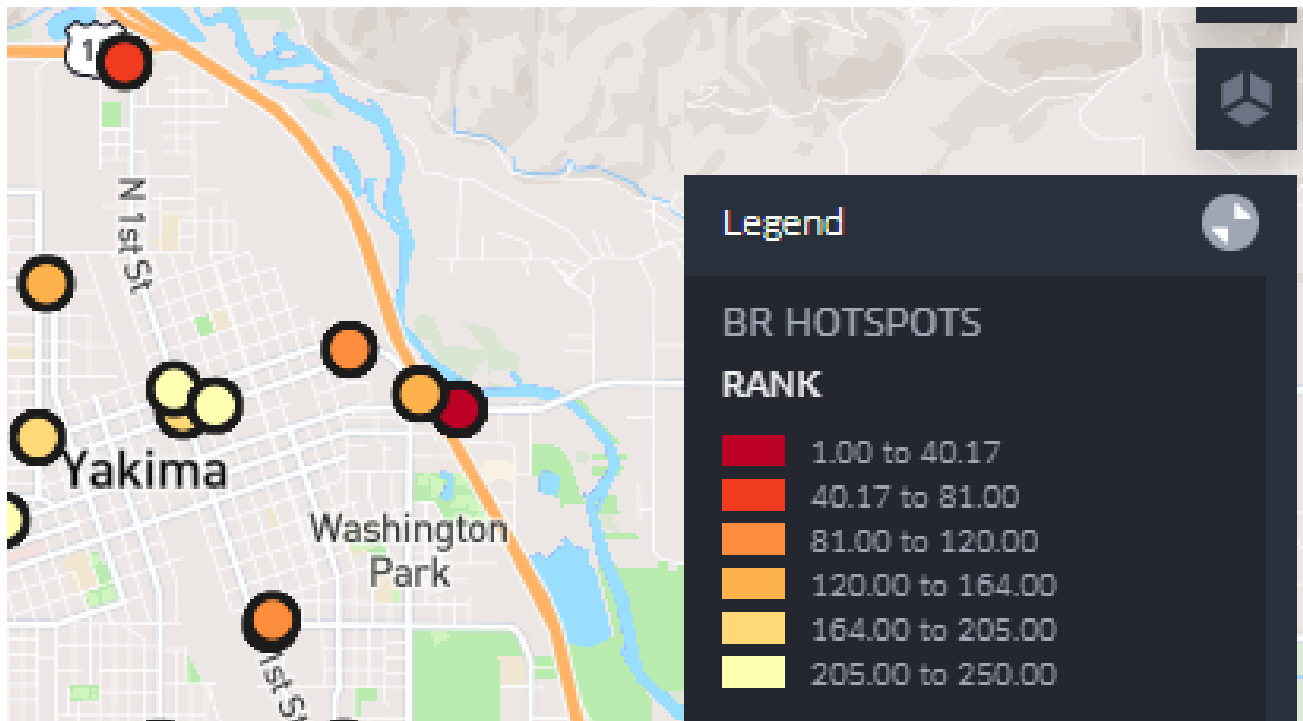 1
N 1st St
Yakima
Washington
Park
1st St
Legend
BR HOTSPOTS
RANK
1.00 to 40.17
40.17 to 81.00
81.00 to 120.00
120.00 to 164.00
164.00 to 205.00
205.00 to 250.00